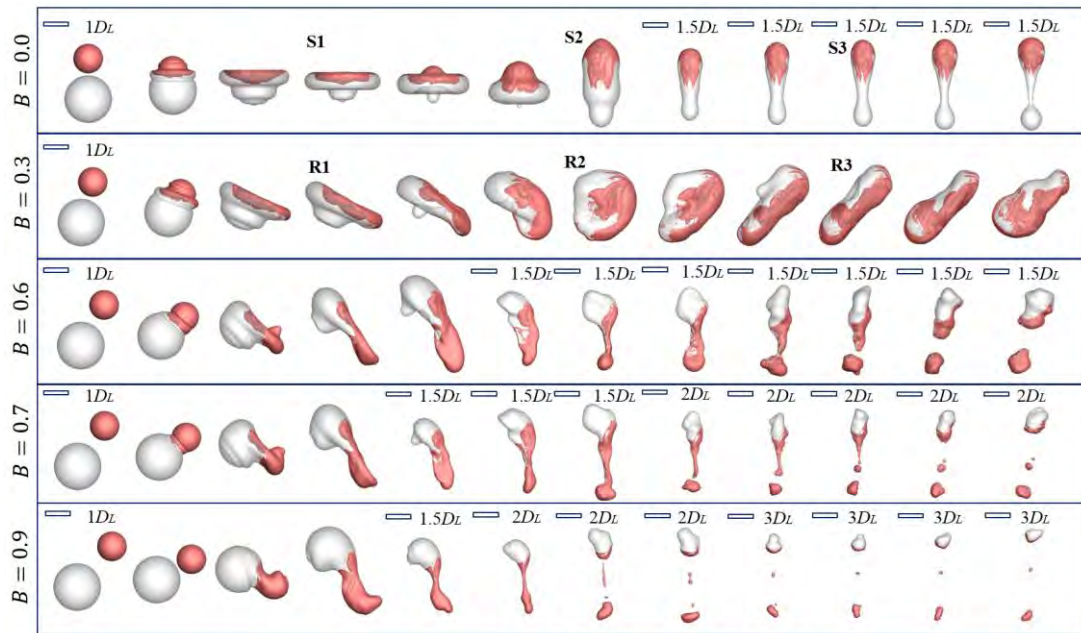 B = 0.0
1DL S1 S2 1.5DL 1.5DL S3 1.5DL 1.5DL 1.5DL
B = 0.3
1DL R1 R2 R3
B = 0.6
1DL 1.5DL 1.5DL 1.5DL 1.5DL 1.5DL 1.5DL 1.5DL
B = 0.7
1DL 1.5DL 1.5DL 1.5DL 2DL 2DL 2DL 2DL 2DL
B = 0.9
1DL 1.5DL 2DL 2DL 2DL 3DL 3DL 3DL 3DL